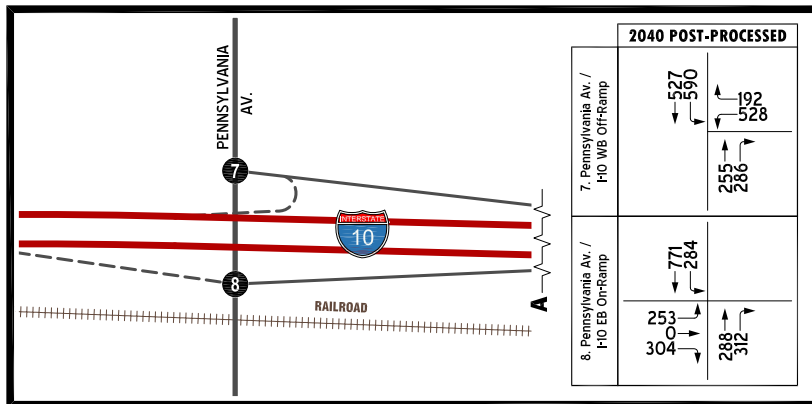 PENNSYLVANIA
AV.
7
INTERSTATE
10
8
RAILROAD
A
2040 POST-PROCESSED
7. Pennsylvania Av. /
I-10 WB Off-Ramp
527
590
192
528
255
286
8. Pennsylvania Av. /
I-10 EB On-Ramp
771
284
253
0
304
288
312